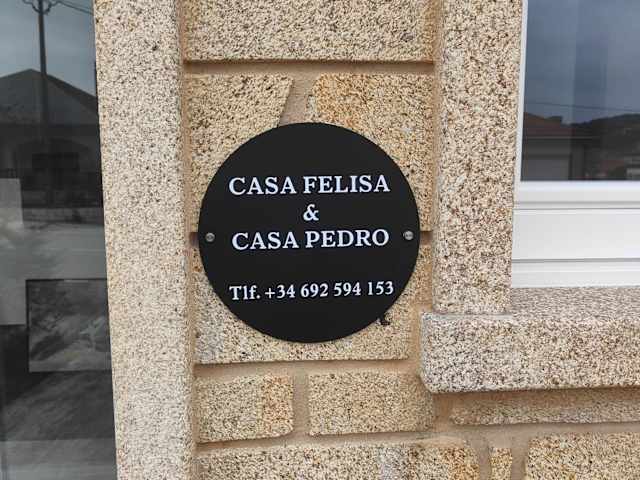 CASA FELISA
&
CASA PEDRO
Tlf. +34 692 594 153